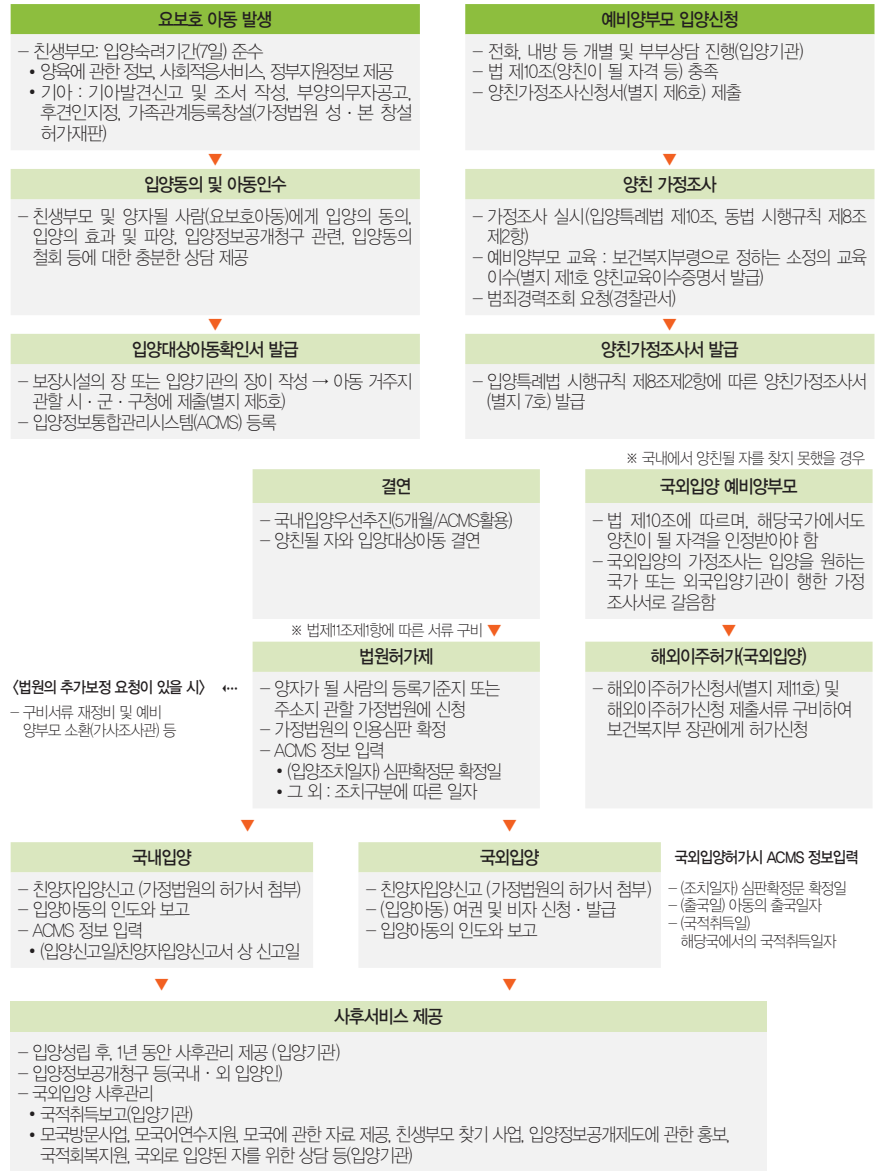 요보호 아동 발생
– 친생부모: 입양숙려기간(7일) 준수
• 양육에 관한 정보, 사회적응서비스, 정부지원정보 제공
• 기아 : 기아발견신고 및 조서 작성, 부양의무자공고,
후견인지정, 가족관계등록창설(가정법원 성 · 본 창설
허가재판)
예비양부모 입양신청
– 전화, 내방 등 개별 및 부부상담 진행(입양기관)
– 법 제10조(양친이 될 자격 등) 충족
– 양친가정조사신청서(별지 제6호) 제출
입양동의 및 아동인수
– 친생부모 및 양자될 사람(요보호아동)에게 입양의 동의,
입양의 효과 및 파양, 입양정보공개청구 관련, 입양동의
철회 등에 대한 충분한 상담 제공
양친 가정조사
– 가정조사 실시(입양특례법 제10조, 동법 시행규칙 제8조
제2항)
– 예비양부모 교육 : 보건복지부령으로 정하는 소정의 교육
이수(별지 제1호 양친교육이수증명서 발급)
– 범죄경력조회 요청(경찰관서)
입양대상아동확인서 발급
– 보장시설의 장 또는 입양기관의 장이 작성 → 아동 거주지
관할 시 · 군 · 구청에 제출(별지 제5호)
– 입양정보통합관리시스템(ACMS) 등록
양친가정조사서 발급
– 입양특례법 시행규칙 제8조제2항에 따른 양친가정조사서
(별지 7호) 발급
※ 국내에서 양친될 자를 찾지 못했을 경우
결연
– 국내입양우선추진(5개월/ACMS활용)
– 양친될 자와 입양대상아동 결연
국외입양 예비양부모
– 법 제10조에 따르며, 해당국가에서도
양친이 될 자격을 인정받아야 함
– 국외입양의 가정조사는 입양을 원하는
국가 또는 외국입양기관이 행한 가정
조사서로 갈음함
※ 법제11조제1항에 따른 서류 구비
법원허가제
– 양자가 될 사람의 등록기준지 또는
주소지 관할 가정법원에 신청
– 가정법원의 인용심판 확정
– ACMS 정보 입력
• (입양조치일자) 심판확정문 확정일
• 그 외 : 조치구분에 따른 일자
〈법원의 추가보정 요청이 있을 시〉
– 구비서류 재정비 및 예비
양부모 소환(가사조사관) 등
해외이주허가(국외입양)
– 해외이주허가신청서(별지 제11호) 및
해외이주허가신청 제출서류 구비하여
보건복지부 장관에게 허가신청
국내입양
– 친양자입양신고 (가정법원의 허가서 첨부)
– 입양아동의 인도와 보고
– ACMS 정보 입력
• (입양신고일)친양자입양신고서 상 신고일
국외입양
– 친양자입양신고 (가정법원의 허가서 첨부)
– (입양아동) 여권 및 비자 신청 · 발급
– 입양아동의 인도와 보고
국외입양허가시 ACMS 정보입력
– (조치일자) 심판확정문 확정일
– (출국일) 아동의 출국일자
– (국적취득일)
해당국에서의 국적취득일자
사후서비스 제공
– 입양성립 후, 1년 동안 사후관리 제공 (입양기관)
– 입양정보공개청구 등(국내 · 외 입양인)
– 국외입양 사후관리
• 국적취득보고(입양기관)
• 모국방문사업, 모국어연수지원, 모국에 관한 자료 제공, 친생부모 찾기 사업, 입양정보공개제도에 관한 홍보,
국적회복지원, 국외로 입양된 자를 위한 상담 등(입양기관)